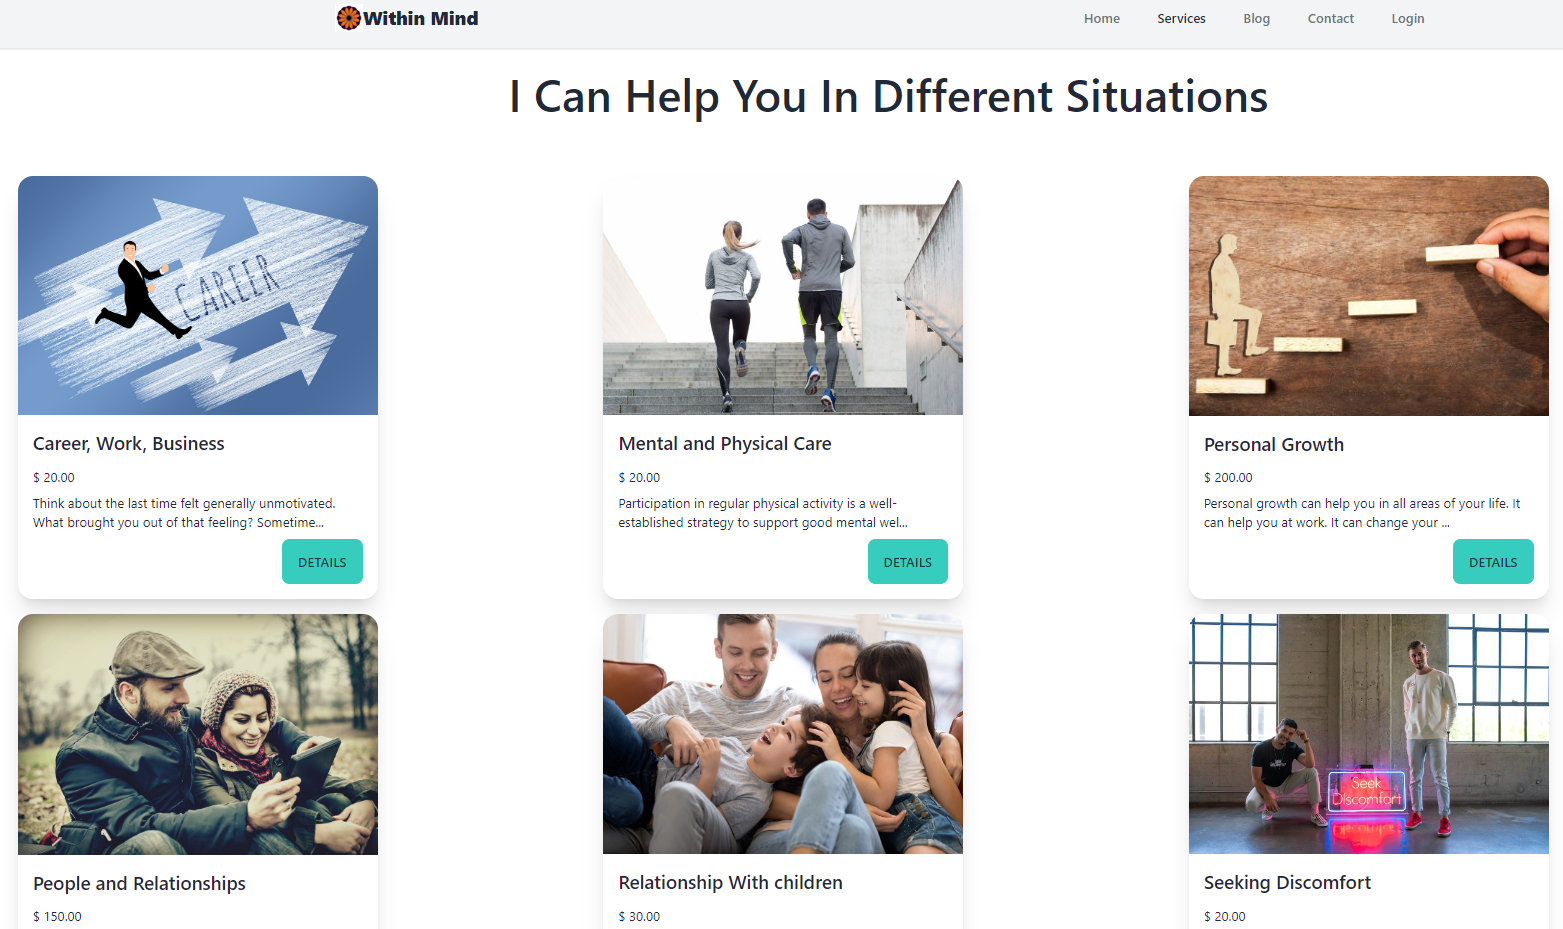 Within Mind
Home
Services
Blog
Contact
Login
I Can Help You In Different Situations
CAREER
Career, Work, Business
$ 20.00
Think about the last time felt generally unmotivated.
What brought you out of that feeling? Sometime...
DETAILS
Mental and Physical Care
$ 20.00
Participation in regular physical activity is a well-
established strategy to support good mental wel...
DETAILS
Personal Growth
$ 200.00
Personal growth can help you in all areas of your life. It
can help you at work. It can change your ...
DETAILS
People and Relationships
$ 150.00
Relationship With children
$ 30.00
Seek
Discomfort
Seeking Discomfort
$ 20.00